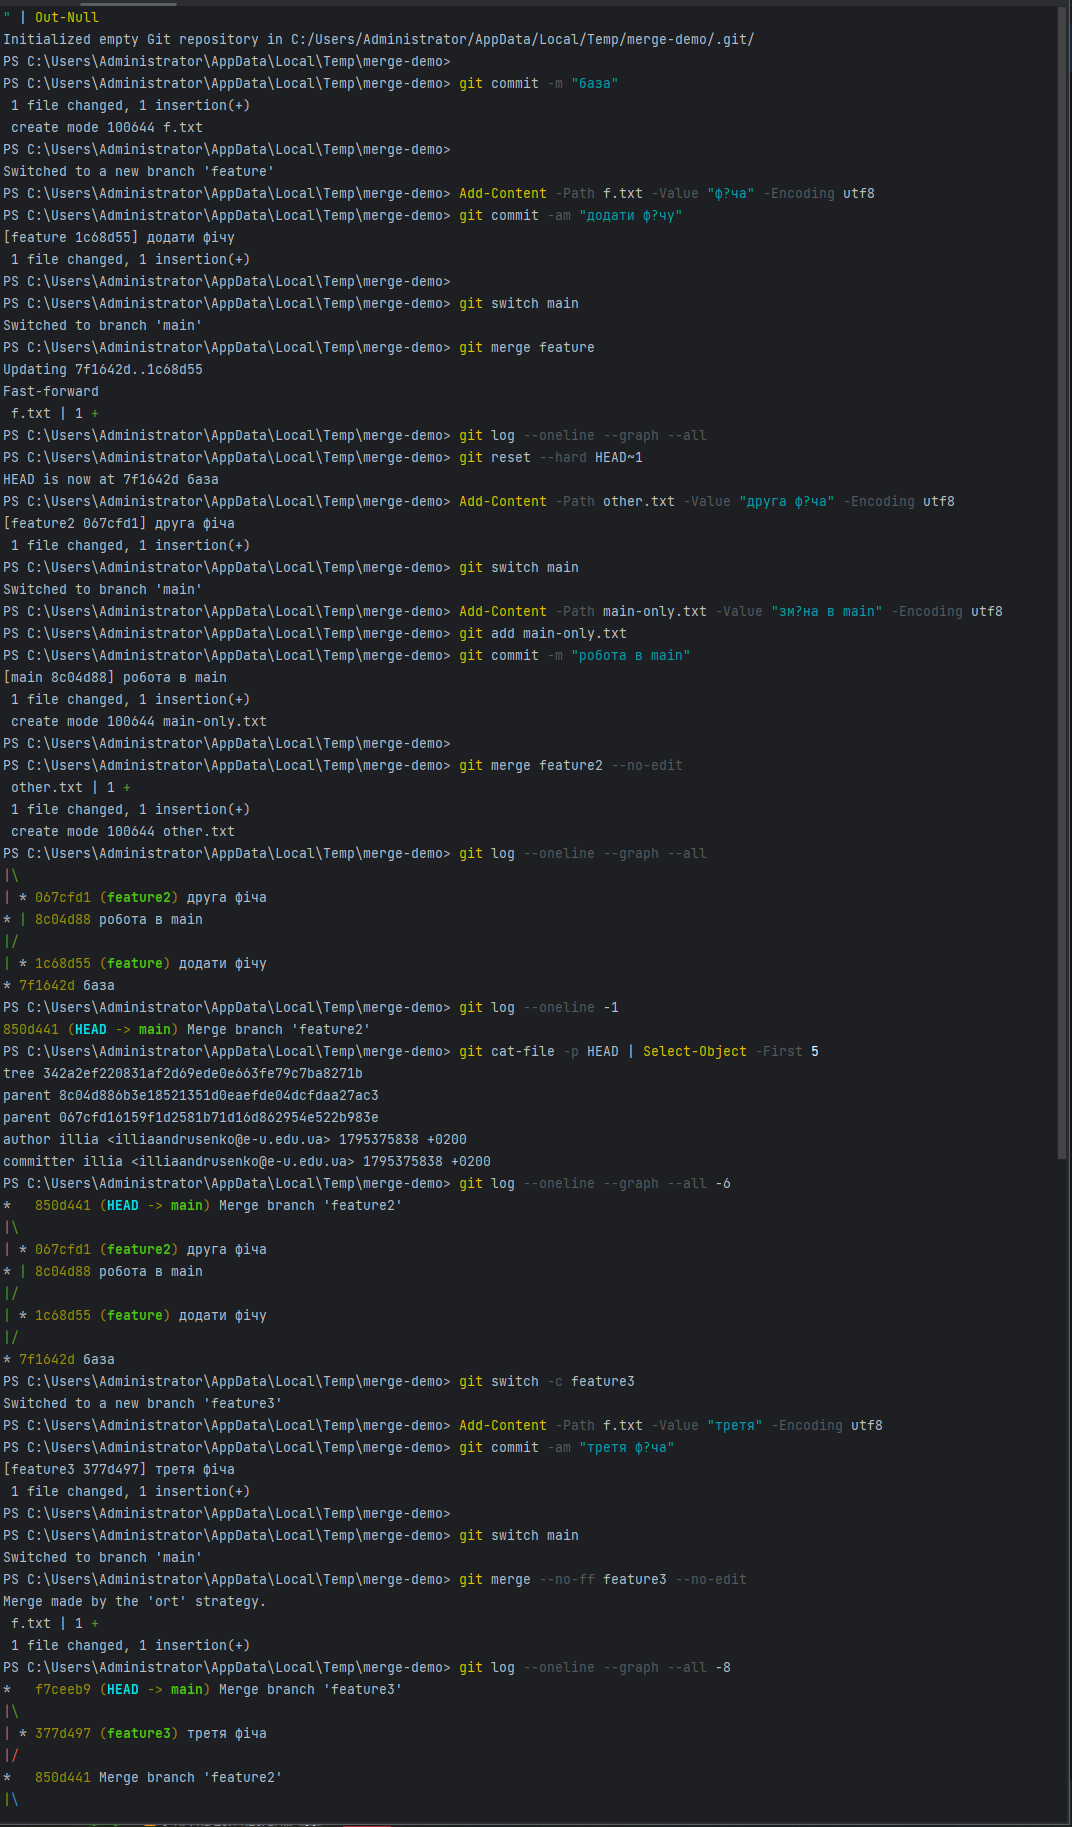 " | Out-Null
Initialized empty Git repository in C:/Users/Administrator/AppData/Local/Temp/merge-demo/.git/
PS C:\Users\Administrator\AppData\Local\Temp\merge-demo>
PS C:\Users\Administrator\AppData\Local\Temp\merge-demo> git commit -m "база"
 1 file changed, 1 insertion(+)
 create mode 100644 f.txt
PS C:\Users\Administrator\AppData\Local\Temp\merge-demo>
Switched to a new branch 'feature'
PS C:\Users\Administrator\AppData\Local\Temp\merge-demo> Add-Content -Path f.txt -Value "ф?ча" -Encoding utf8
PS C:\Users\Administrator\AppData\Local\Temp\merge-demo> git commit -am "додати ф?чу"
[feature 1c68d55] додати фічу
 1 file changed, 1 insertion(+)
PS C:\Users\Administrator\AppData\Local\Temp\merge-demo>
PS C:\Users\Administrator\AppData\Local\Temp\merge-demo> git switch main
Switched to branch 'main'
PS C:\Users\Administrator\AppData\Local\Temp\merge-demo> git merge feature
Updating 7f1642d..1c68d55
Fast-forward
 f.txt | 1 +
PS C:\Users\Administrator\AppData\Local\Temp\merge-demo> git log --oneline --graph --all
PS C:\Users\Administrator\AppData\Local\Temp\merge-demo> git reset --hard HEAD~1
HEAD is now at 7f1642d база
PS C:\Users\Administrator\AppData\Local\Temp\merge-demo> Add-Content -Path other.txt -Value "друга ф?ча" -Encoding utf8
[feature2 067cfd1] друга фіча
 1 file changed, 1 insertion(+)
PS C:\Users\Administrator\AppData\Local\Temp\merge-demo> git switch main
Switched to branch 'main'
PS C:\Users\Administrator\AppData\Local\Temp\merge-demo> Add-Content -Path main-only.txt -Value "зм?на в main" -Encoding utf8
PS C:\Users\Administrator\AppData\Local\Temp\merge-demo> git add main-only.txt
PS C:\Users\Administrator\AppData\Local\Temp\merge-demo> git commit -m "робота в main"
[main 8c04d88] робота в main
 1 file changed, 1 insertion(+)
 create mode 100644 main-only.txt
PS C:\Users\Administrator\AppData\Local\Temp\merge-demo>
PS C:\Users\Administrator\AppData\Local\Temp\merge-demo> git merge feature2 --no-edit
 other.txt | 1 +
 1 file changed, 1 insertion(+)
 create mode 100644 other.txt
PS C:\Users\Administrator\AppData\Local\Temp\merge-demo> git log --oneline --graph --all
|\
| * 067cfd1 (feature2) друга фіча
* | 8c04d88 робота в main
|/
| * 1c68d55 (feature) додати фічу
* 7f1642d база
PS C:\Users\Administrator\AppData\Local\Temp\merge-demo> git log --oneline -1
850d441 (HEAD -> main) Merge branch 'feature2'
PS C:\Users\Administrator\AppData\Local\Temp\merge-demo> git cat-file -p HEAD | Select-Object -First 5
tree 342a2ef220831af2d69ede0e663fe79c7ba8271b
parent 8c04d886b3e18521351d0eaefde04dcfdaa27ac3
parent 067cfd16159f1d2581b71d16d862954e522b983e
author illia <illiaandrusenko@e-u.edu.ua> 1795375838 +0200
committer illia <illiaandrusenko@e-u.edu.ua> 1795375838 +0200
PS C:\Users\Administrator\AppData\Local\Temp\merge-demo> git log --oneline --graph --all -6
*   850d441 (HEAD -> main) Merge branch 'feature2'
|\
| * 067cfd1 (feature2) друга фіча
* | 8c04d88 робота в main
|/
| * 1c68d55 (feature) додати фічу
|/
* 7f1642d база
PS C:\Users\Administrator\AppData\Local\Temp\merge-demo> git switch -c feature3
Switched to a new branch 'feature3'
PS C:\Users\Administrator\AppData\Local\Temp\merge-demo> Add-Content -Path f.txt -Value "третя" -Encoding utf8
PS C:\Users\Administrator\AppData\Local\Temp\merge-demo> git commit -am "третя ф?ча"
[feature3 377d497] третя фіча
 1 file changed, 1 insertion(+)
PS C:\Users\Administrator\AppData\Local\Temp\merge-demo>
PS C:\Users\Administrator\AppData\Local\Temp\merge-demo> git switch main
Switched to branch 'main'
PS C:\Users\Administrator\AppData\Local\Temp\merge-demo> git merge --no-ff feature3 --no-edit
Merge made by the 'ort' strategy.
 f.txt | 1 +
 1 file changed, 1 insertion(+)
PS C:\Users\Administrator\AppData\Local\Temp\merge-demo> git log --oneline --graph --all -8
*   f7ceeb9 (HEAD -> main) Merge branch 'feature3'
|\
| * 377d497 (feature3) третя фіча
|/
*   850d441 Merge branch 'feature2'
|\